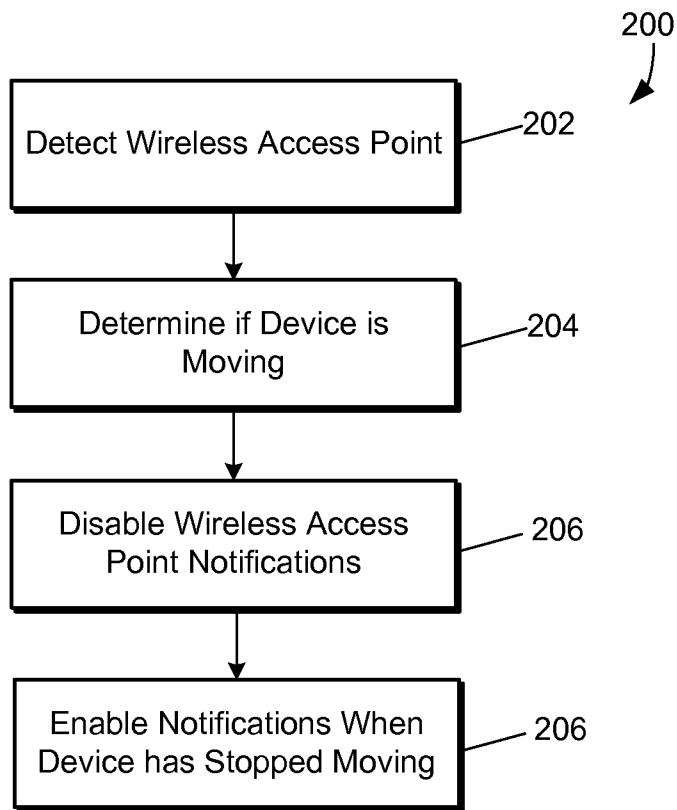 200
Detect Wireless Access Point
202
Determine if Device is
Moving
204
Disable Wireless Access
Point Notifications
206
Enable Notifications When
Device has Stopped Moving
206